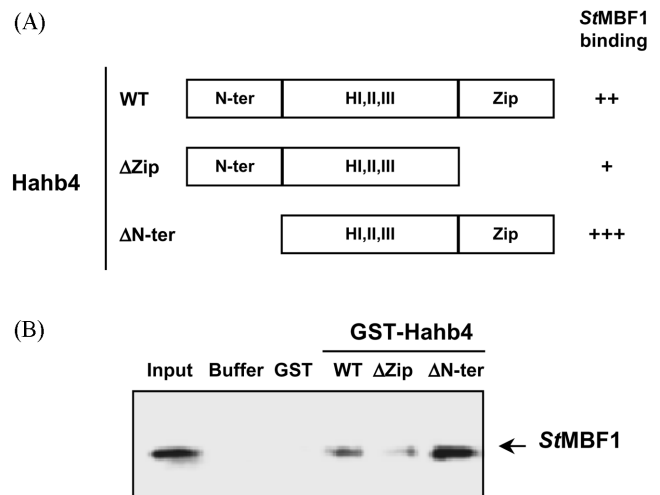 (A)
StMBF1
binding
WT N-ter HI,II,III Zip ++
Hahb4
ΔZip N-ter HI,II,III +
ΔN-ter HI,II,III Zip +++
(B)
GST-Hahb4
Input Buffer GST WT ΔZip ΔN-ter
StMBF1